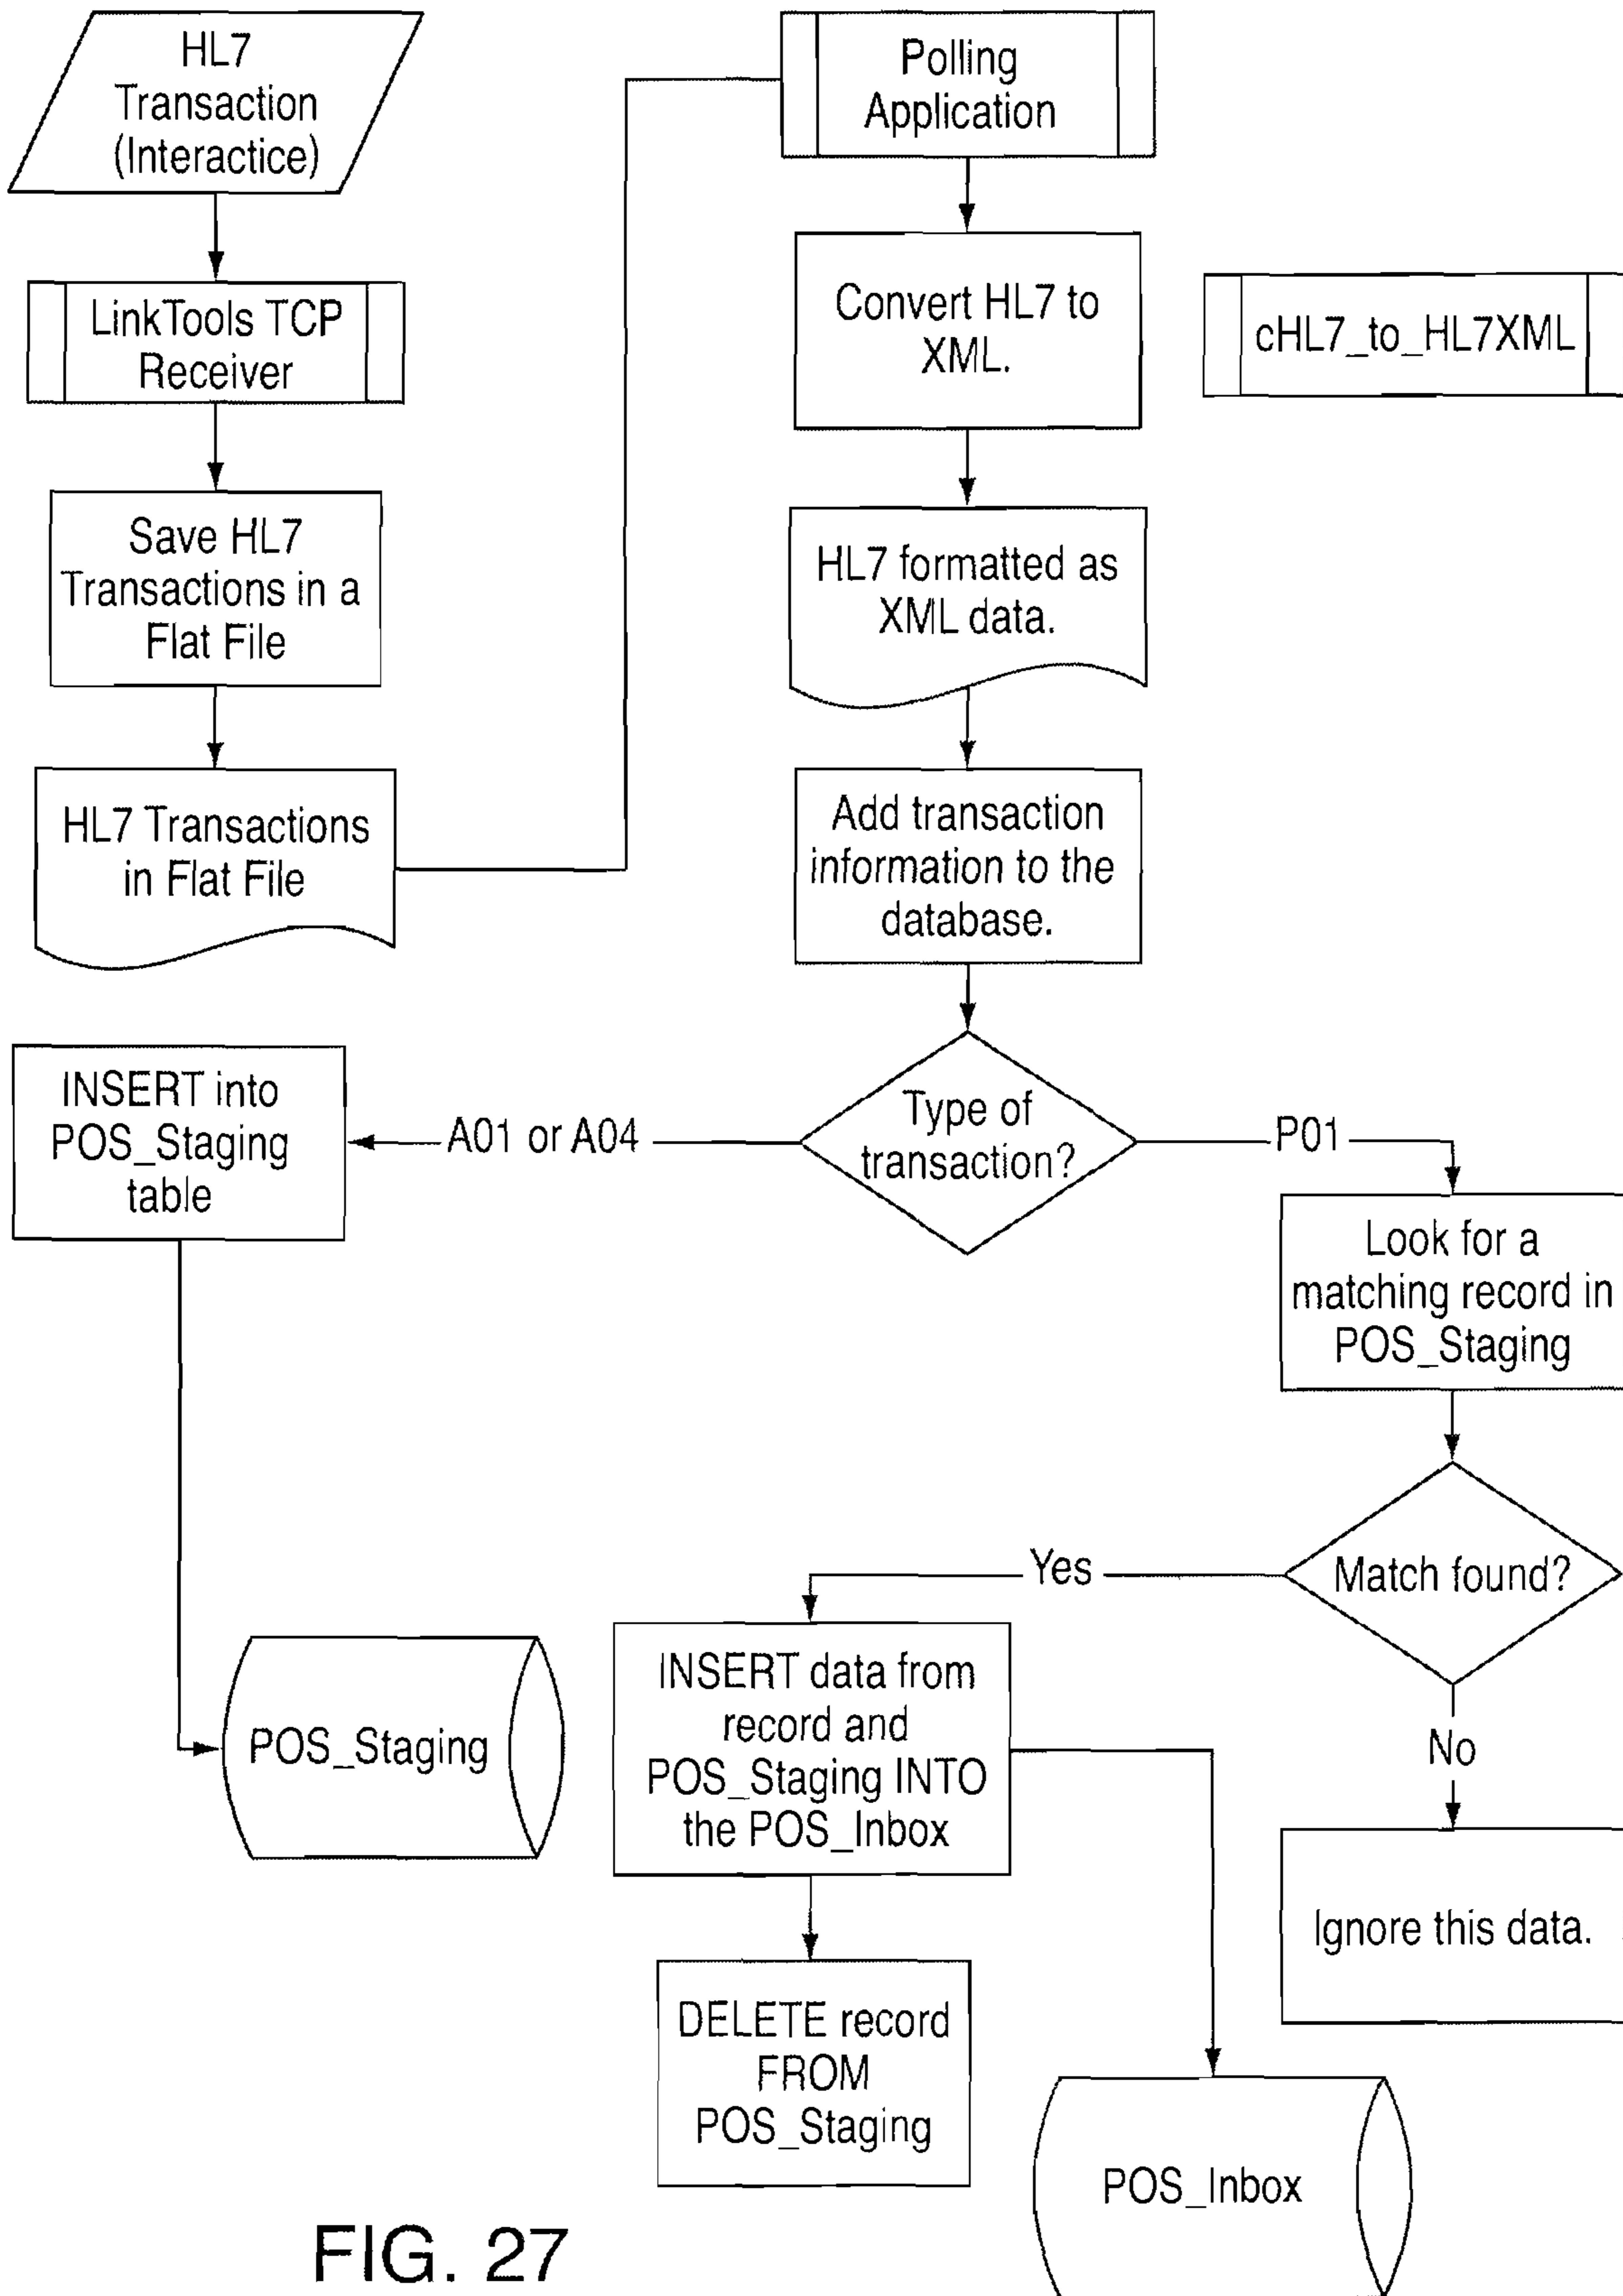 HL7
Transaction
(Interactice)
LinkTools TCP
Receiver
Save HL7
Transactions in a
Flat File
HL7 Transactions
in Flat File
Polling
Application
Convert HL7 to
XML.
cHL7_to_HL7XML
HL7 formatted as
XML data.
Add transaction
information to the
database.
Type of
transaction?
A01 or A04
INSERT into
POS_Staging
table
POS_Staging
P01
Look for a
matching record in
POS_Staging
Match found?
Yes
INSERT data from
record and
POS_Staging INTO
the POS_Inbox
DELETE record
FROM
POS_Staging
POS_Inbox
No
Ignore this data.
FIG. 27